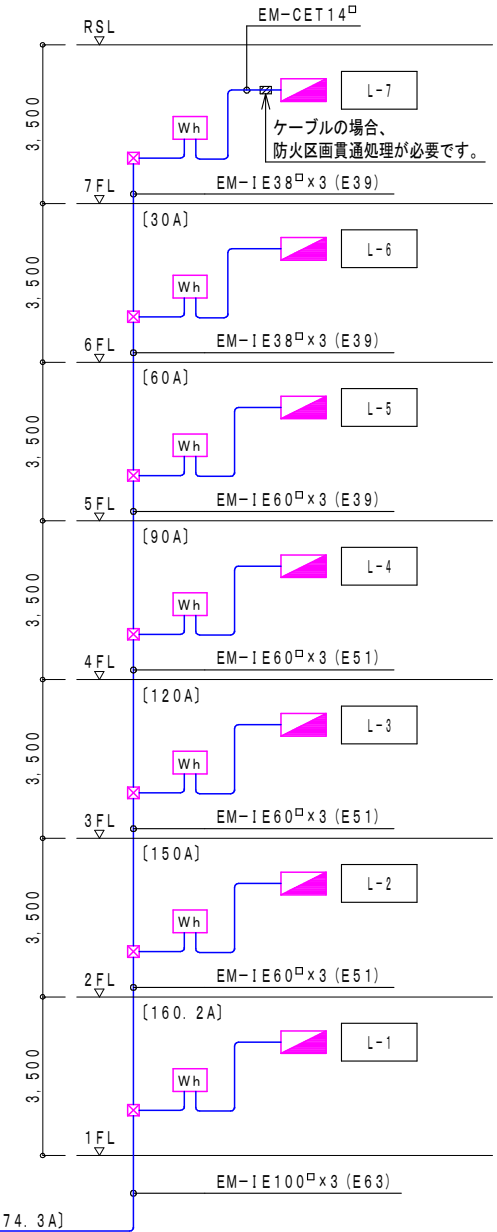 EM-CET14□
RSL
L-7
Wh
3,500
ケーブルの場合、
防火区画貫通処理が必要です。
EM-IE38□×3(E39)
7FL
[30A]
L-6
Wh
3,500
EM-IE38□×3(E39)
6FL
[60A]
L-5
Wh
3,500
EM-IE60□×3(E39)
5FL
[90A]
L-4
Wh
3,500
EM-IE60□×3(E51)
4FL
[120A]
L-3
Wh
3,500
EM-IE60□×3(E51)
3FL
[150A]
L-2
Wh
3,500
EM-IE60□×3(E51)
2FL
[160.2A]
L-1
Wh
3,500
1FL
EM-IE100□×3(E63)
74.3A]